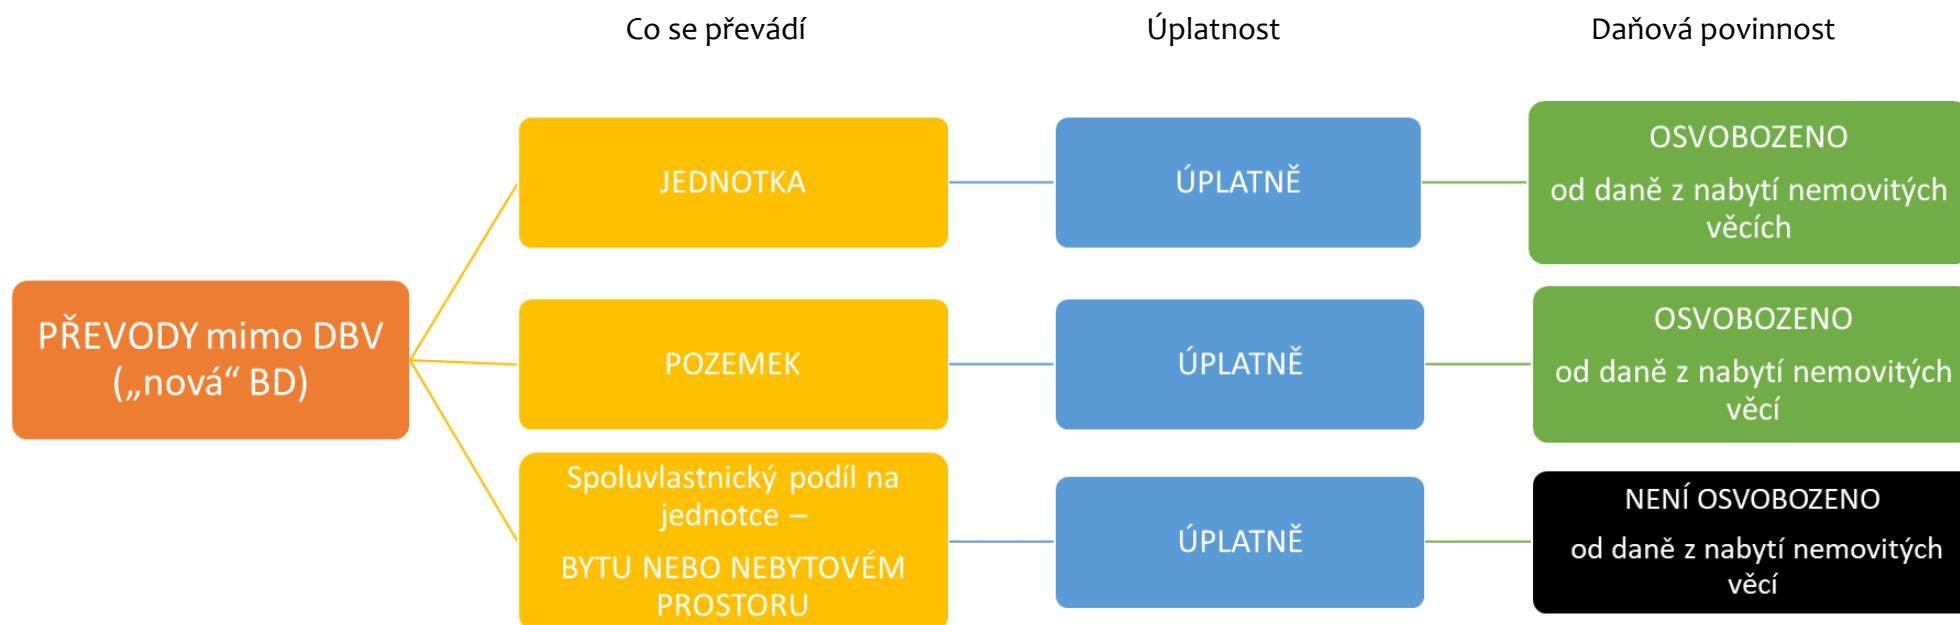 Co se převádí
Úplatnost
Daňová povinnost
PŘEVODY mimo DBV
(„nová“ BD)
JEDNOTKA
ÚPLATNĚ
OSVOBOZENO
od daně z nabytí nemovitých
věcích
POZEMEK
ÚPLATNĚ
OSVOBOZENO
od daně z nabytí nemovitých
věcí
Spoluvlastnický podíl na
jednotce –
BYTU NEBO NEBYTOVÉM
PROSTORU
ÚPLATNĚ
NENÍ OSVOBOZENO
od daně z nabytí nemovitých
věcí